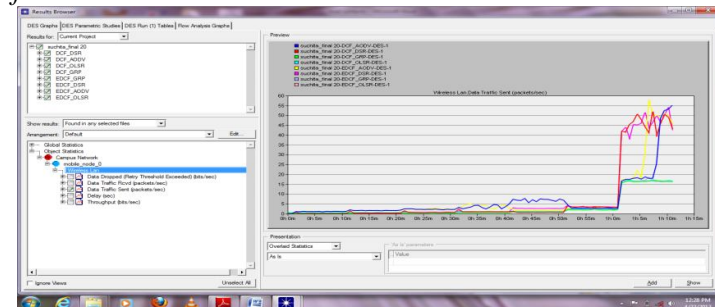 Results Browser
DES Graphs DES Parametric Studies DES Run (1) Tables Flow Analysis Graphs
Results for: Current Project
suchita_final 20
DCF_DSR
DCF_AODV
DCF_OLSR
DCF_GRP
EDCF_GRP
EDCF_DSR
EDCF_AODV
EDCF_OLSR
Show results: Found in any selected files
Arrangement: Default Edit...
Global Statistics
Object Statistics
Campus Network
mobile_node_0
Wireless Lan
Data Dropped (Retry Threshold Exceeded) (bits/sec)
Data Traffic Rcvd (packets/sec)
Data Traffic Sent (packets/sec)
Delay (sec)
Throughput (bits/sec)
Ignore Views Unselect All
Preview
suchita_final 20-DCF_AODV-DES-1
suchita_final 20-DCF_DSR-DES-1
suchita_final 20-DCF_GRP-DES-1
suchita_final 20-DCF_OLSR-DES-1
suchita_final 20-EDCF_AODV-DES-1
suchita_final 20-EDCF_DSR-DES-1
suchita_final 20-EDCF_GRP-DES-1
suchita_final 20-EDCF_OLSR-DES-1
Wireless Lan.Data Traffic Sent (packets/sec)
60
55
50
45
40
35
30
25
20
15
10
5
0
0h 0m 0h 5m 0h 10m 0h 15m 0h 20m 0h 25m 0h 30m 0h 35m 0h 40m 0h 45m 0h 50m 0h 55m 1h 0m 1h 5m 1h 10m 1h 15m
Presentation
Overlaid Statistics
As Is
'As Is' parameters
Value
Add Show
12:28 PM